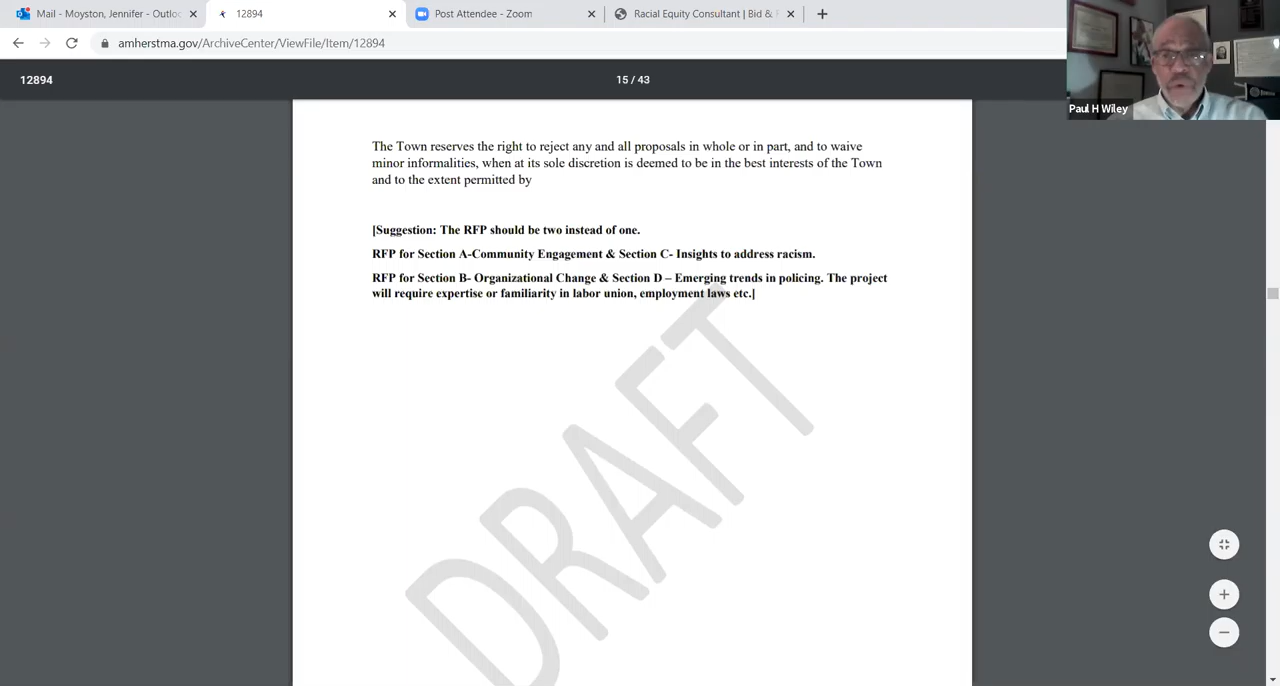 Mail - Moyston, Jennifer - Outloo
12894
Post Attendee - Zoom
Racial Equity Consultant | Bid &
amherstma.gov/ArchiveCenter/ViewFile/Item/12894
12894
15 / 43
Paul H Wiley
The Town reserves the right to reject any and all proposals in whole or in part, and to waive
minor informalities, when at its sole discretion is deemed to be in the best interests of the Town
and to the extent permitted by
[Suggestion: The RFP should be two instead of one.
RFP for Section A-Community Engagement & Section C- Insights to address racism.
RFP for Section B- Organizational Change & Section D – Emerging trends in policing. The project
will require expertise or familiarity in labor union, employment laws etc.]
DRAFT